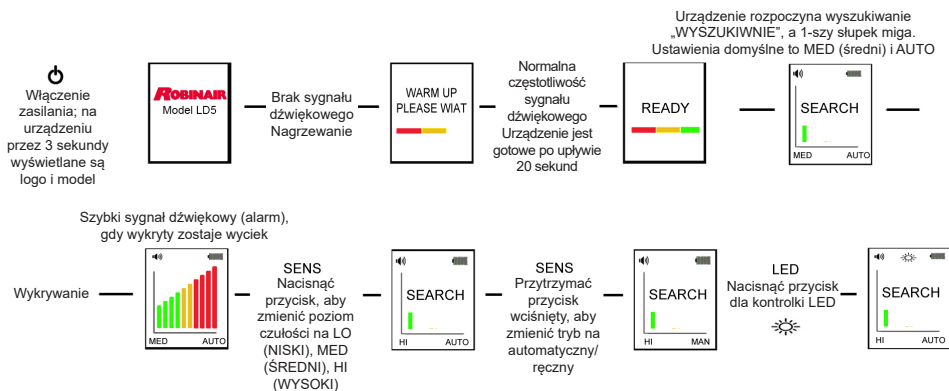 Włączenie
zasilania; na
urządzeniu
przez 3 sekundy
wyświetlane są
logo i model
ROBINAIR
Model LD5
Brak sygnału
dźwiękowego
Nagrzewanie
WARM UP
PLEASE WIAT
Normalna
częstotliwość
sygnału
dźwiękowego
Urządzenie jest
gotowe po upływie
20 sekund
READY
Urządzenie rozpoczyna wyszukiwanie
„WYSZUKIWNIE”, a 1-szy słupek miga.
Ustawienia domyślne to MED (średni) i AUTO
SEARCH
MED AUTO
Wykrywanie
Szybki sygnał dźwiękowy (alarm),
gdy wykryty zostaje wyciek
MED AUTO
SENS
Nacisnąć
przycisk, aby
zmienić poziom
czułości na LO
(NISKI), MED
(ŚREDNI), HI
(WYSOKI)
SEARCH
HI AUTO
SENS
Przytrzymać
przycisk
wciśnięty, aby
zmienić tryb na
automatyczny/
ręczny
SEARCH
HI MAN
LED
Nacisnąć przycisk
dla kontrolki LED
SEARCH
HI AUTO